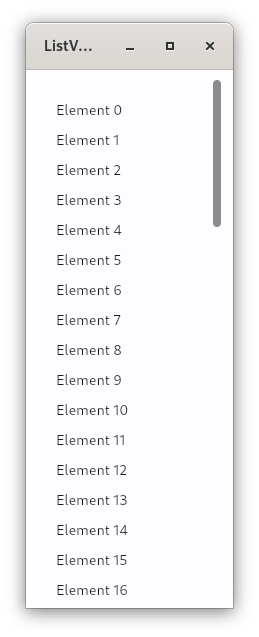 ListV...
Element 0
Element 1
Element 2
Element 3
Element 4
Element 5
Element 6
Element 7
Element 8
Element 9
Element 10
Element 11
Element 12
Element 13
Element 14
Element 15
Element 16